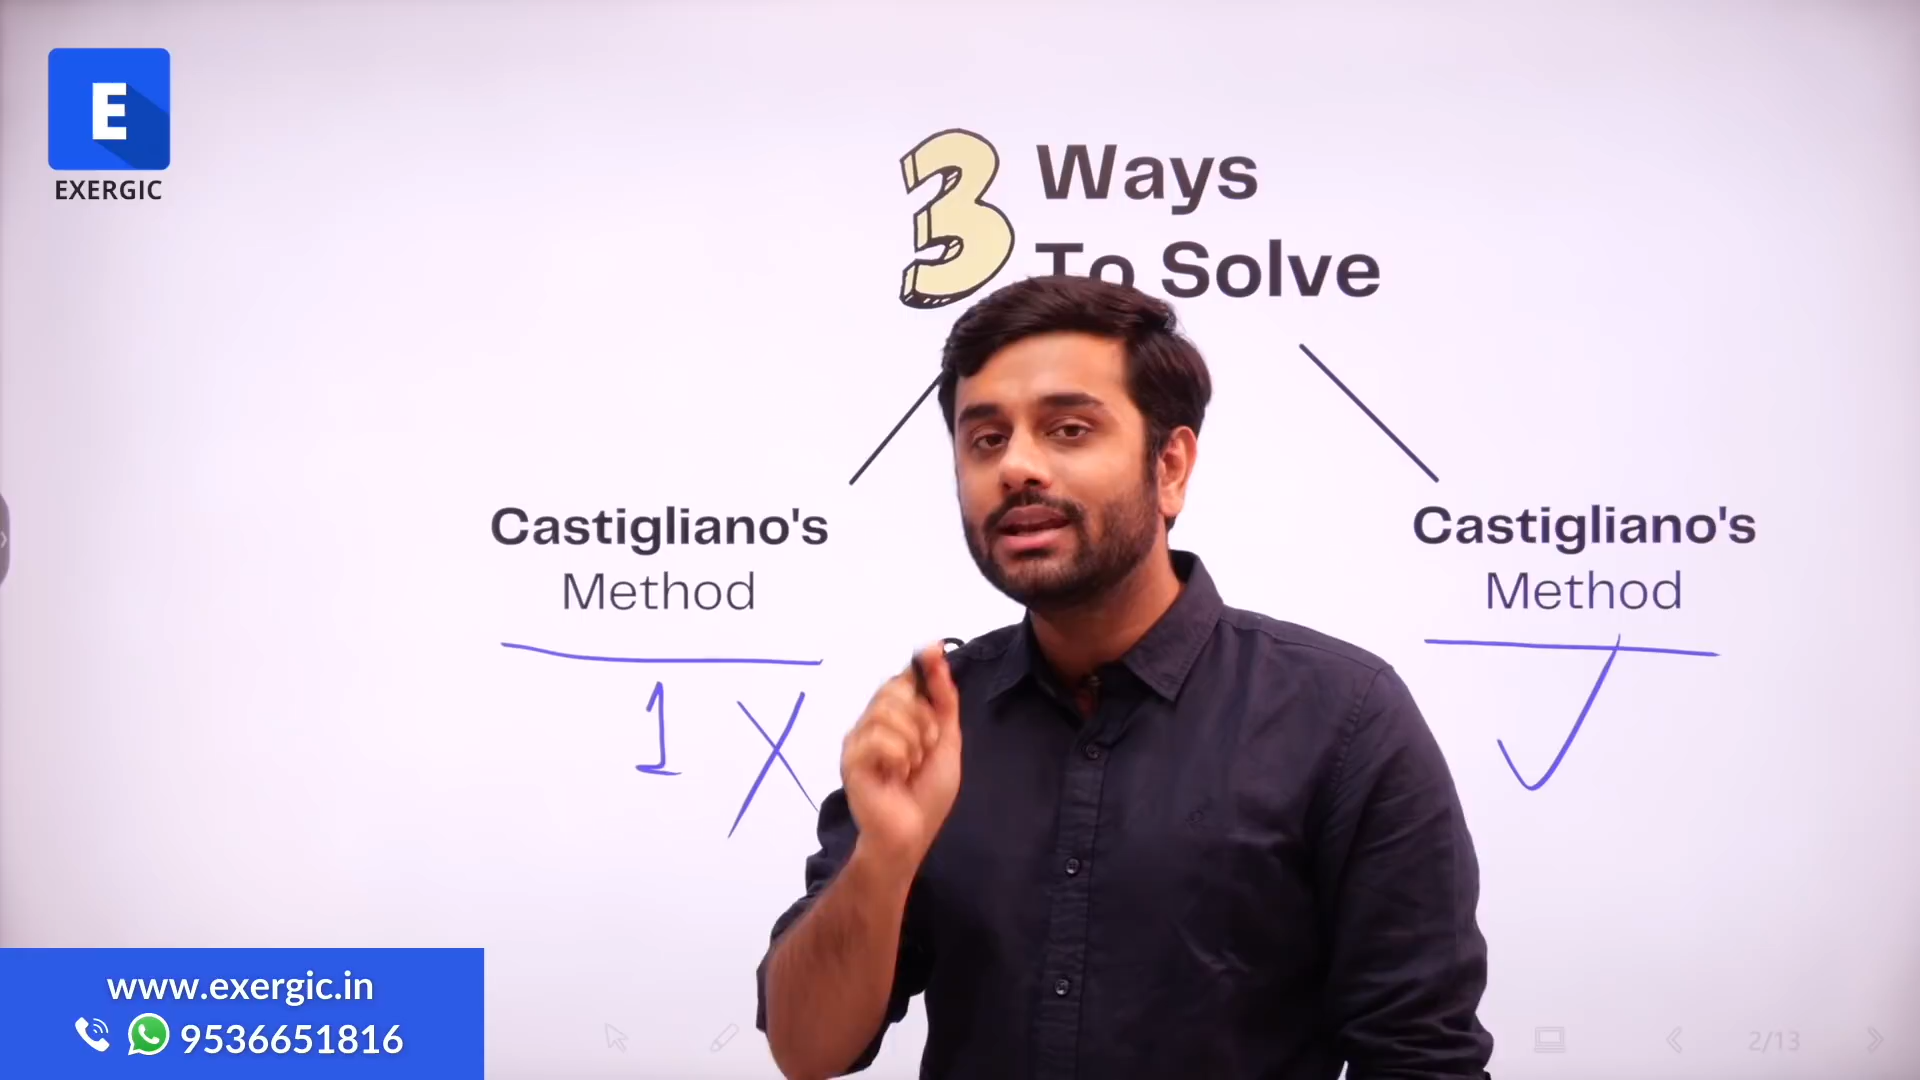 E
EXERGIC
3 Ways
To Solve
Castigliano's
Method
1 X
Castigliano's
Method
www.exergic.in
9536651816
2/13